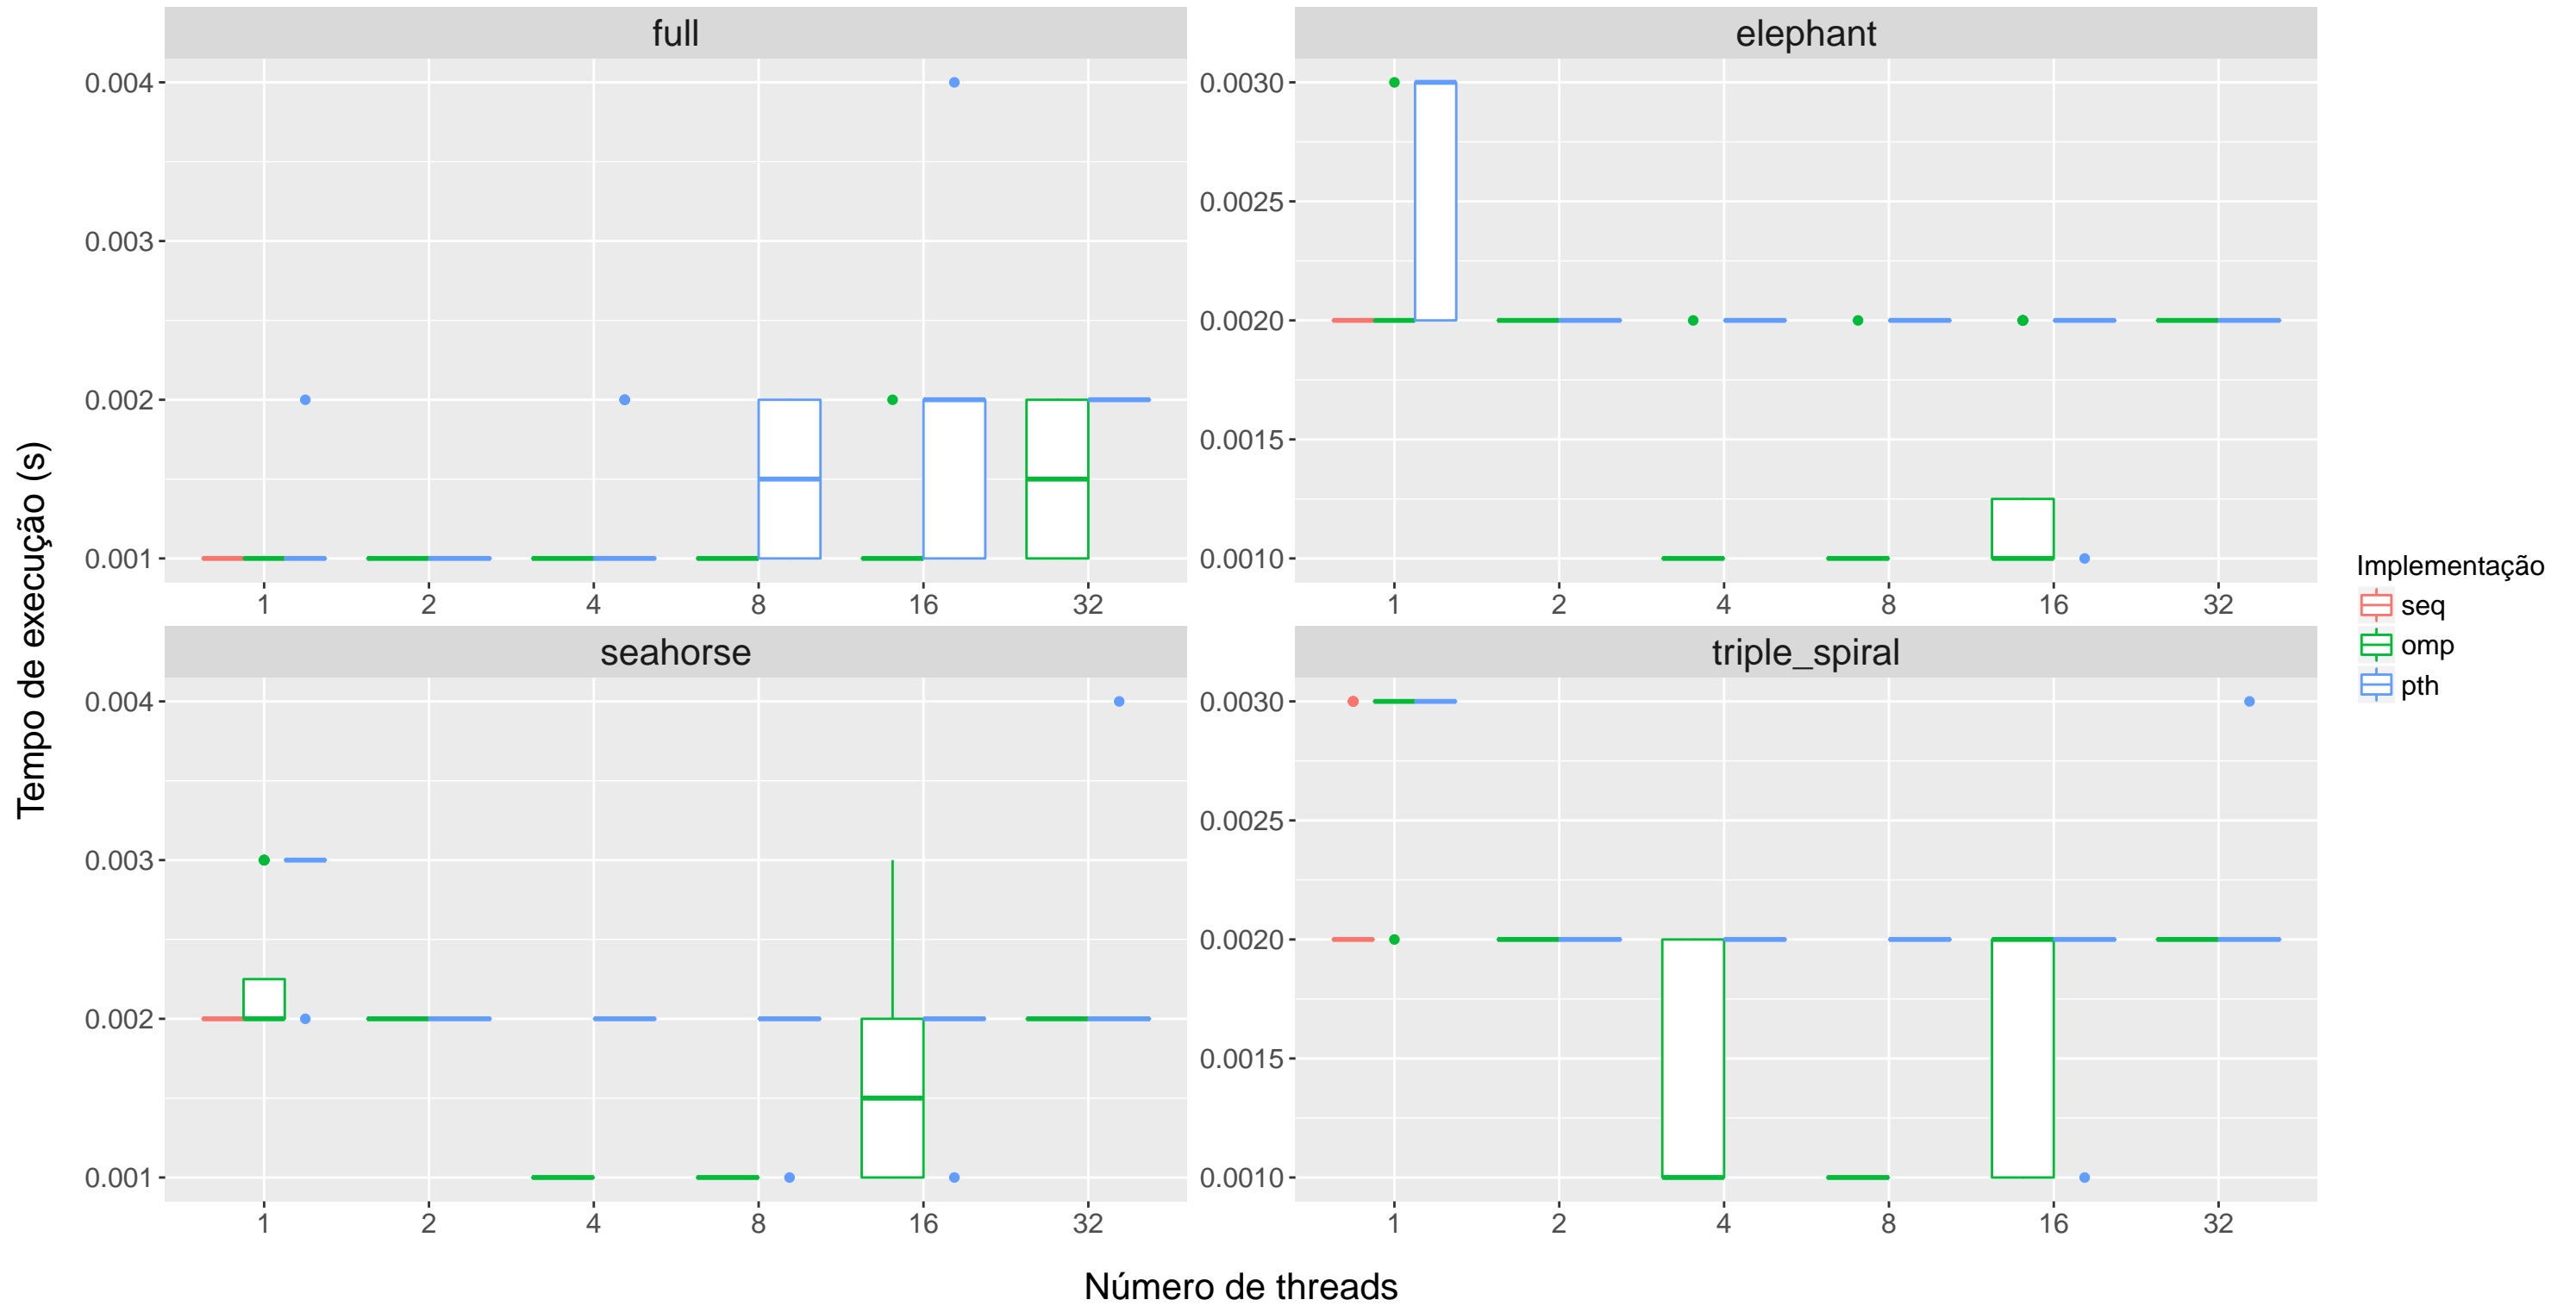 full
elephant
0.004
0.003
0.002
0.001
1 2 4 8 16 32
0.0030
0.0025
0.0020
0.0015
0.0010
1 2 4 8 16 32
seahorse
triple_spiral
0.004
0.003
0.002
0.001
1 2 4 8 16 32
0.0030
0.0025
0.0020
0.0015
0.0010
1 2 4 8 16 32
Tempo de execução (s)
Número de threads
Implementação
seq
omp
pth